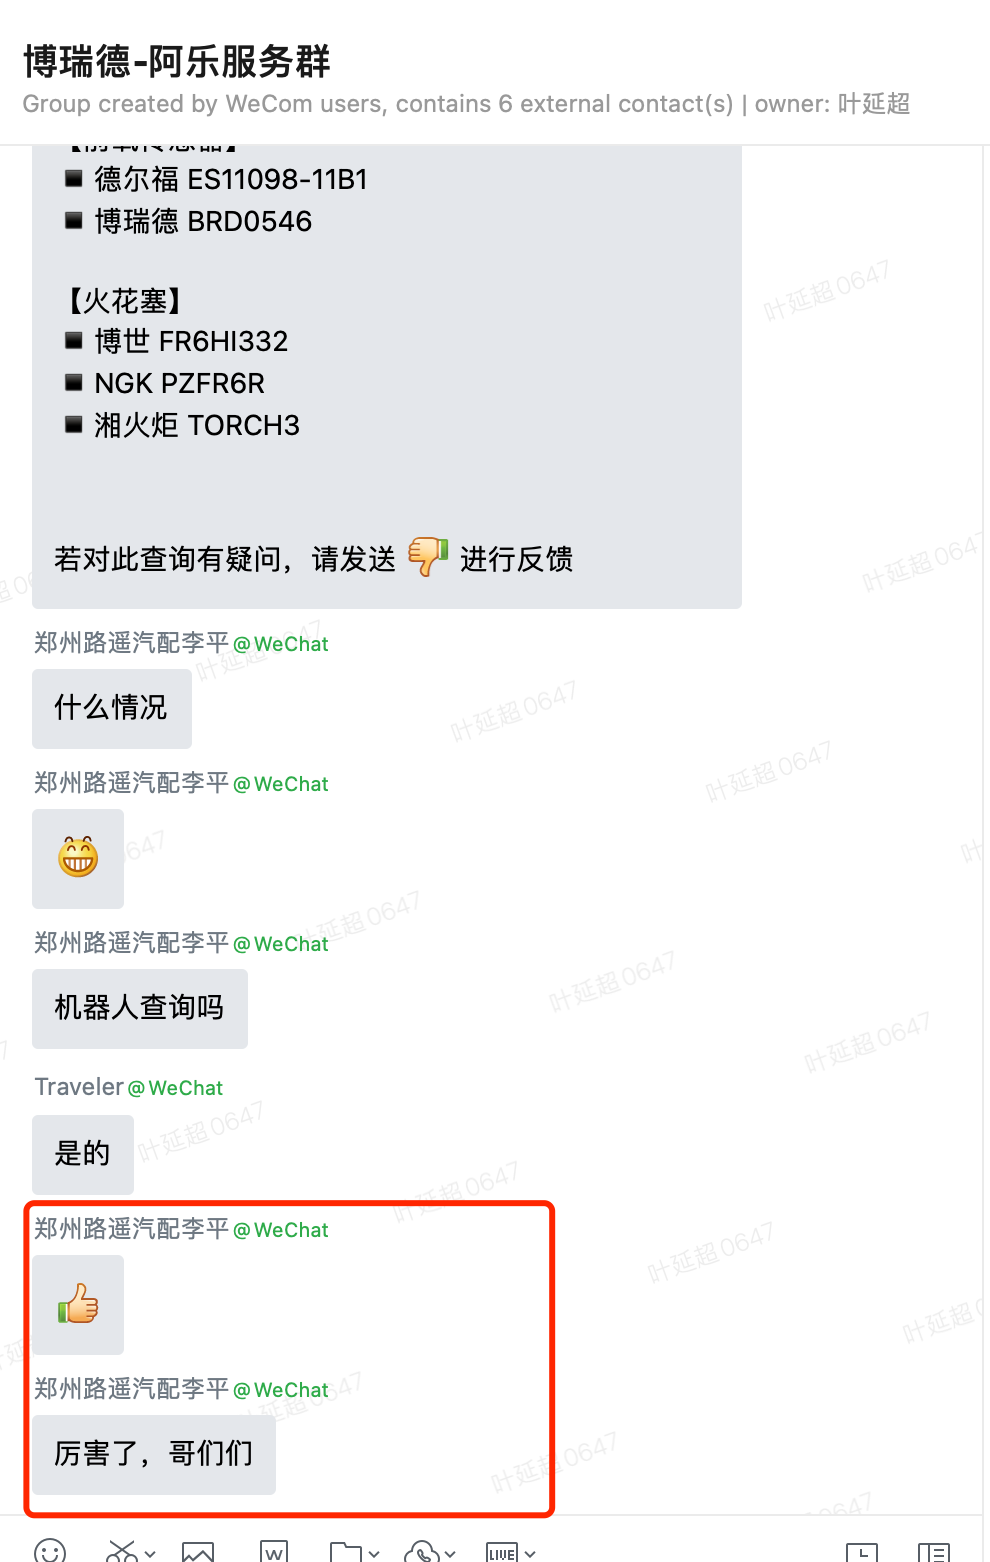 博瑞德-阿乐服务群
Group created by WeCom users, contains 6 external contact(s) | owner: 叶延超
【前氧传感器】
▪德尔福 ES11098-11B1
▪博瑞德 BRD0546
【火花塞】
▪博世 FR6HI332
▪NGK PZFR6R
▪湘火炬 TORCH3
若对此查询有疑问，请发送 👎 进行反馈
郑州路遥汽配李平@WeChat
什么情况
郑州路遥汽配李平@WeChat
郑州路遥汽配李平@WeChat
机器人查询吗
Traveler@WeChat
是的
郑州路遥汽配李平@WeChat
郑州路遥汽配李平@WeChat
厉害了，哥们们
W
LIVE
叶延超0647